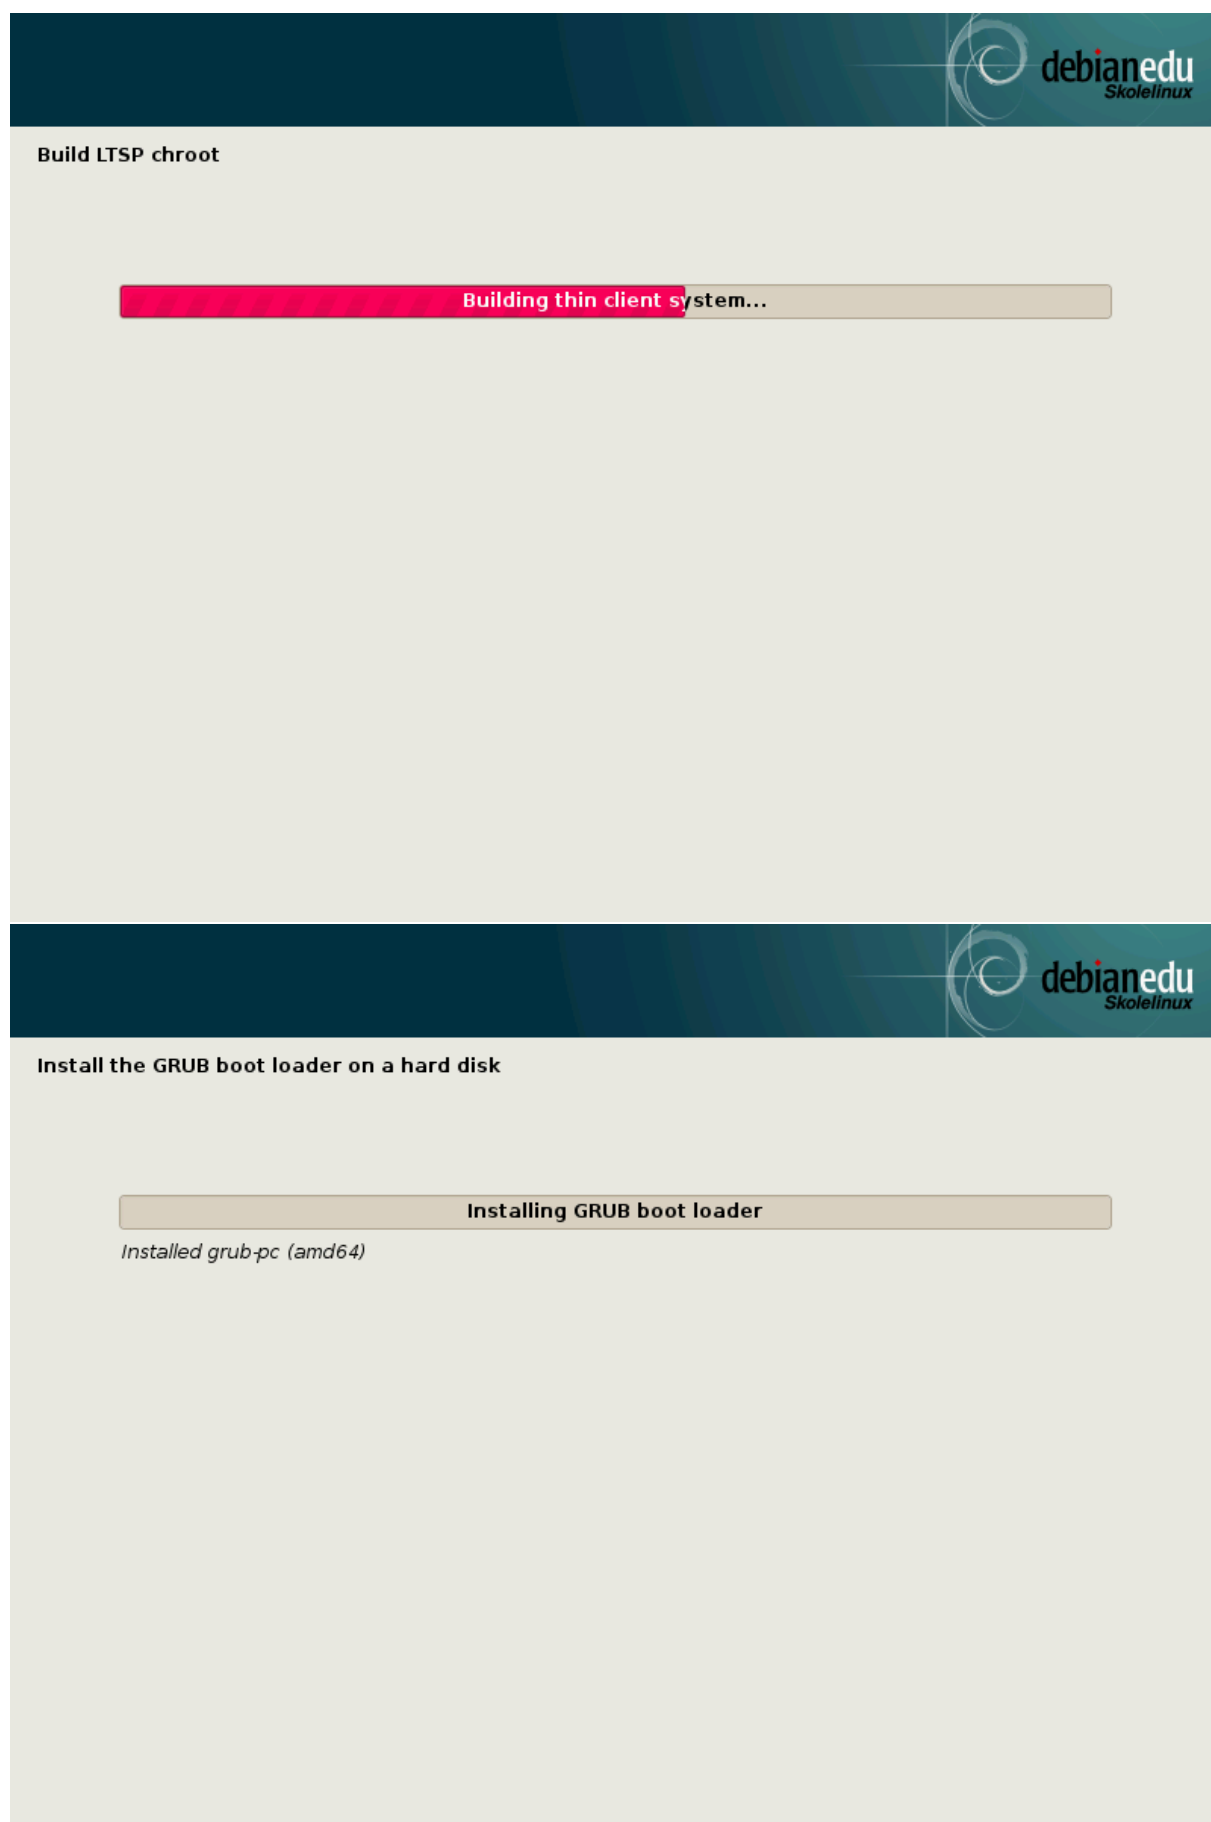 debianedu
Skolelinux
Build LTSP chroot
Building thin client system...
debianedu
Skolelinux
Install the GRUB boot loader on a hard disk
Installing GRUB boot loader
Installed grub-pc (amd64)